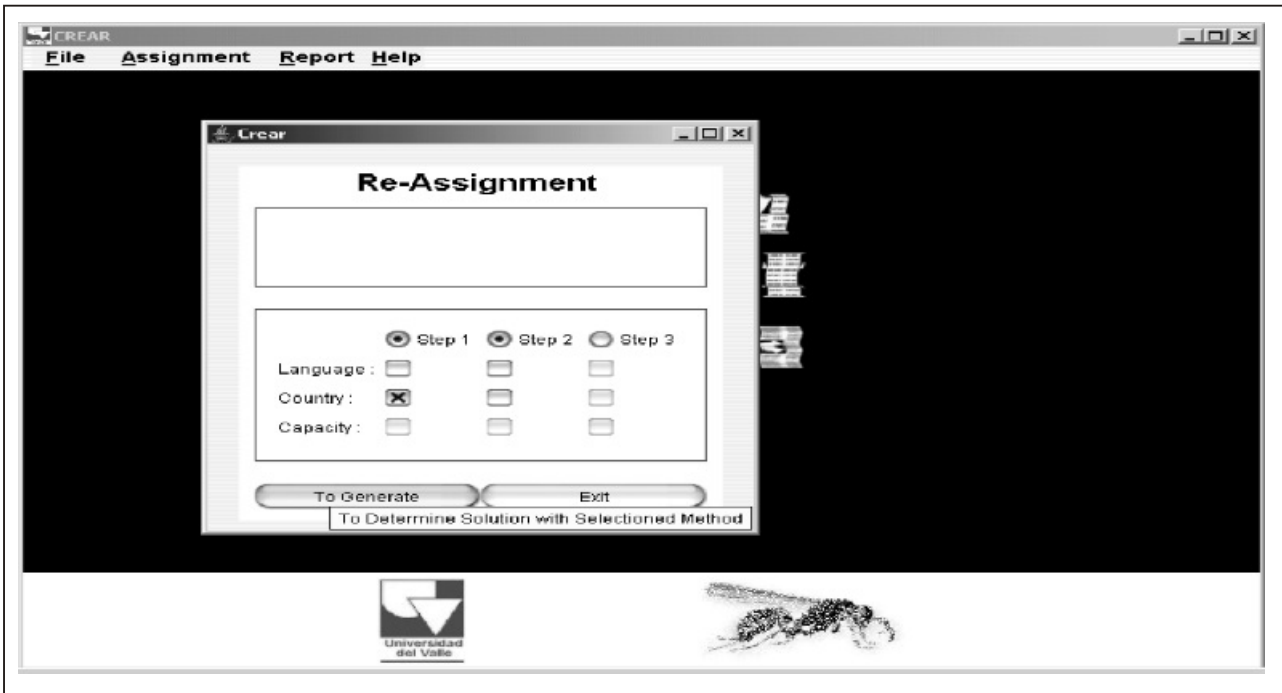 CREAR
File Assignment Report Help
Crear
Re-Assignment
Step 1 Step 2 Step 3
Language :
Country :
Capacity :
To Generate Exit
To Determine Solution with Selectioned Method
Universidad
del Valle